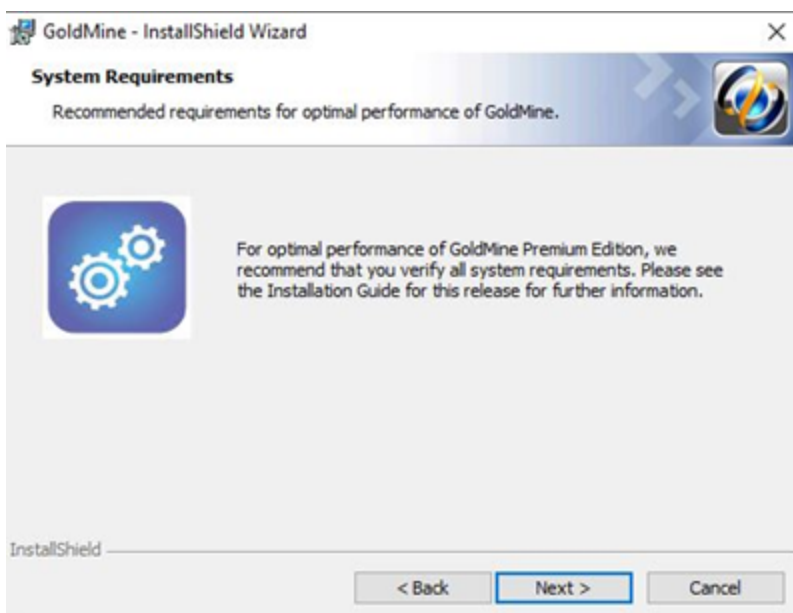 GoldMine - InstallShield Wizard
System Requirements
Recommended requirements for optimal performance of GoldMine.
For optimal performance of GoldMine Premium Edition, we
recommend that you verify all system requirements. Please see
the Installation Guide for this release for further information.
InstallShield
< Back
Next >
Cancel